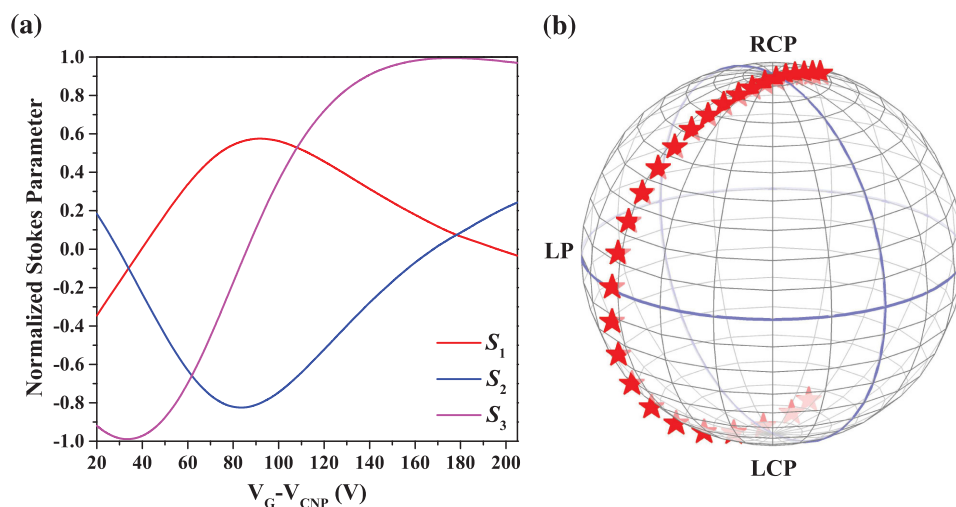 (a)
(b)
1.0
0.8
0.6
0.4
0.2
0.0
-0.2
-0.4
-0.6
-0.8
-1.0
Normalized Stokes Parameter
S1
S2
S3
20 40 60 80 100 120 140 160 180 200
VG-VCNP (V)
RCP
LP
LCP